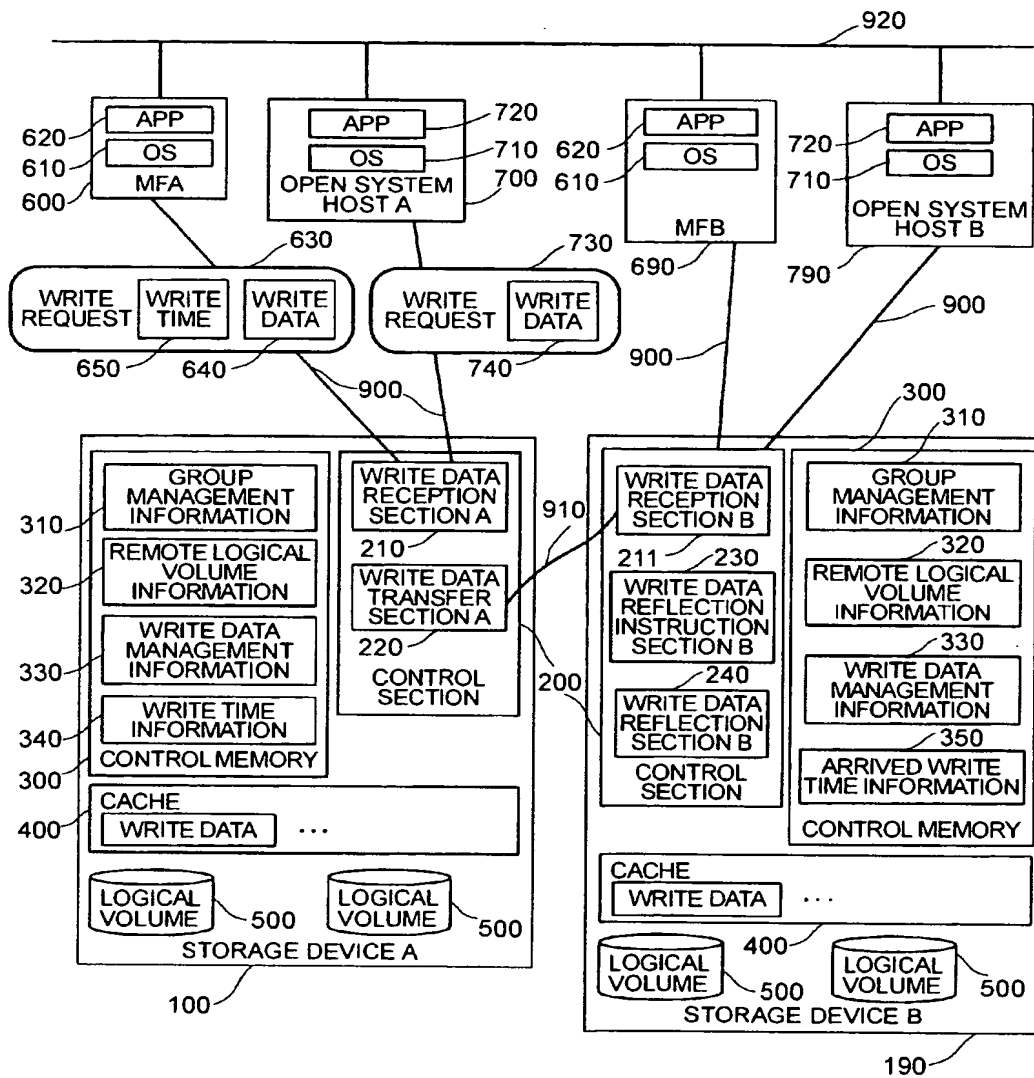 920
APP
OS
MFA
620
610
600
APP
OS
OPEN SYSTEM
HOST A
720
710
700
APP
OS
MFB
620
610
690
APP
OS
OPEN SYSTEM
HOST B
720
710
790
630
WRITE
REQUEST
WRITE
TIME
WRITE
DATA
650
640
730
WRITE
REQUEST
WRITE
DATA
740
900
900
900
GROUP
MANAGEMENT
INFORMATION
310
REMOTE LOGICAL
VOLUME
INFORMATION
320
WRITE DATA
MANAGEMENT
INFORMATION
330
WRITE TIME
INFORMATION
340
CONTROL MEMORY
300
WRITE DATA
RECEPTION
SECTION A
210
WRITE DATA
TRANSFER
SECTION A
220
CONTROL
SECTION
200
910
CACHE
WRITE DATA
...
400
LOGICAL
VOLUME
500
LOGICAL
VOLUME
500
STORAGE DEVICE A
100
300
310
WRITE DATA
RECEPTION
SECTION B
211
230
WRITE DATA
REFLECTION
INSTRUCTION
SECTION B
240
WRITE DATA
REFLECTION
SECTION B
CONTROL
SECTION
GROUP
MANAGEMENT
INFORMATION
320
REMOTE LOGICAL
VOLUME
INFORMATION
330
WRITE DATA
MANAGEMENT
INFORMATION
350
ARRIVED WRITE
TIME INFORMATION
CONTROL MEMORY
CACHE
WRITE DATA
...
400
LOGICAL
VOLUME
500
LOGICAL
VOLUME
500
STORAGE DEVICE B
190